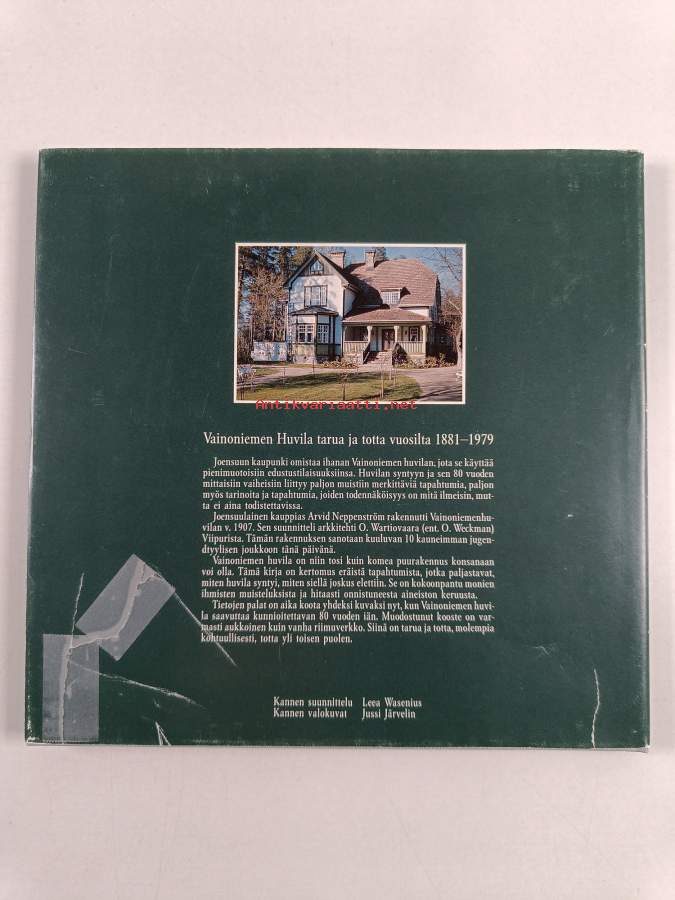 Antikvariaatti.net
Vainoniemen Huvila tarua ja totta vuosilta 1881–1979
Joensuun kaupunki omistaa ihanan Vainoniemen huvilan, jota se käyttää
pienimuotoisiin edustustilaisuuksiinsa. Huvilan syntyyn ja sen 80 vuoden
mittaisiin vaiheisiin liittyy paljon muistiin merkittäviä tapahtumia, paljon
myös tarinoita ja tapahtumia, joiden todennäköisyys on mitä ilmeisin, mut-
ta ei aina todistettavissa.
Joensuulainen kauppias Arvid Neppenström rakennutti Vainoniemenhu-
vilan v. 1907. Sen suunnitteli arkkitehti O. Wartiovaara (ent. O. Weckman)
Viipurista. Tämän rakennuksen sanotaan kuuluvan 10 kauneimman jugen-
dtyylisen joukkoon tänä päivänä.
Vainoniemen huvila on niin tosi kuin komea puurakennus konsanaan
voi olla. Tämä kirja on kertomus eräistä tapahtumista, jotka paljastavat,
miten huvila syntyi, miten siellä joskus elettiin. Se on kokoonpantu monien
ihmisten muisteluksista ja hitaasti onnistuneesta aineiston keruusta.
Tietojen palat on aika koota yhdeksi kuvaksi nyt, kun Vainoniemen huvi-
la saavuttaa kunnioitettavan 80 vuoden iän. Muodostunut kooste on var-
masti aukkoinen kuin vanha riimuverkko. Siinä on tarua ja totta, molempia
kohtuullisesti, totta yli toisen puolen.
Kannen suunnittelu Leea Wasenius
Kannen valokuvat Jussi Järvelin